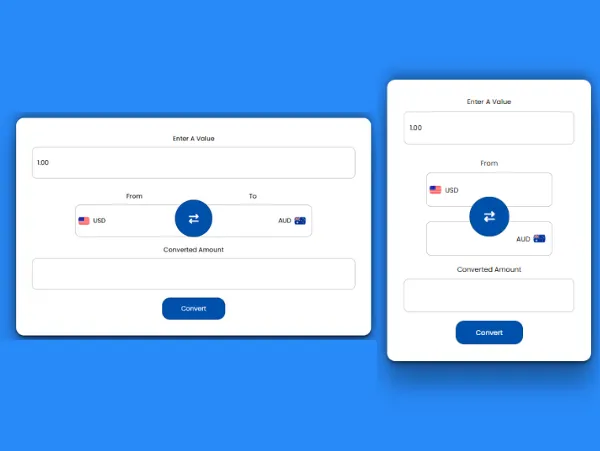 Enter A Value
1.00
From To
USD AUD
Converted Amount
Convert
Enter A Value
1.00
From
USD
AUD
Converted Amount
Convert